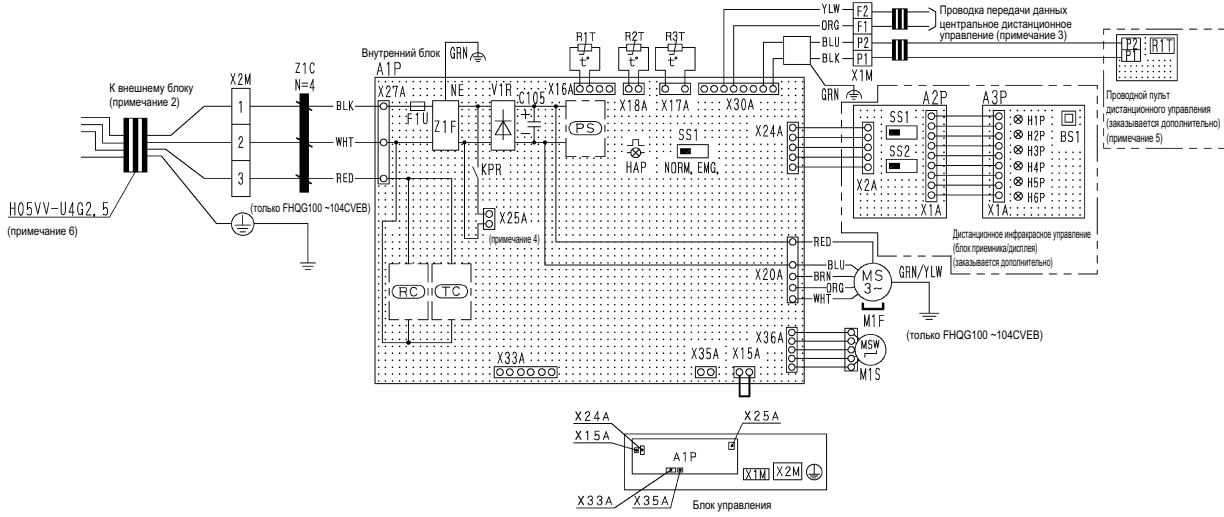 YLW F2
ORG F1
BLU P2
BLK P1
X1M
Проводка передачи данных
центральное дистанционное
управление (примечание 3)
P2
P1
R1T
Проводной пульт
дистанционного управления
(заказывается дополнительно)
(примечание 5)
GRN
R1T
R2T
R3T
t°
t°
t°
Внутренний блок
A1P
GRN
К внешнему блоку
(примечание 2)
X2M
1
2
3
Z1C
N=4
BLK
WHT
RED
X27A
F1U
NE
Z1F
V1R
C105
+
−
PS
X16A
X18A
X17A
X30A
HAP
SS1
NORM. EMG.
KPR
X25A
(примечание 4)
H05VV-U4G2,5
(примечание 6)
(только FHQG100 ~104CVEB)
RC
TC
X24A
X2A
A2P
SS1
SS2
X1A
A3P
H1P
H2P
H3P
H4P
H5P
H6P
BS1
X1A
Дистанционное инфракрасное управление
(блок приемника/дисплея)
(заказывается дополнительно)
X20A
RED
BLU
BRN
ORG
WHT
MS
3~
M1F
GRN/YLW
(только FHQG100 ~104CVEB)
X36A
MSW
M1S
X33A
X35A
X15A
X24A
X15A
X25A
A1P
X1M
X2M
X33A
X35A
Блок управления